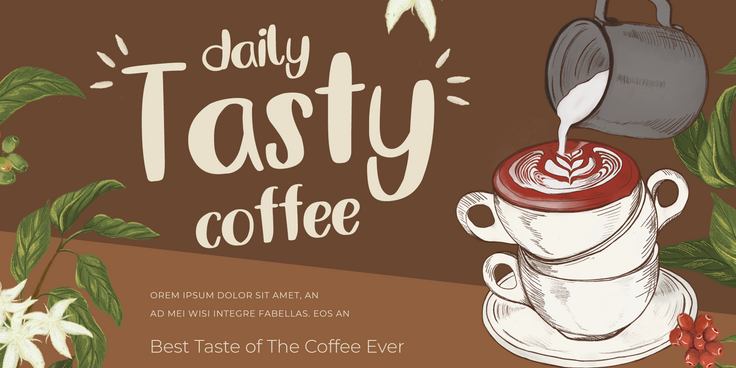 daily
Tasty
coffee
OREM IPSUM DOLOR SIT AMET, AN
AD MEI WISI INTEGRE FABELLAS. EOS AN
Best Taste of The Coffee Ever